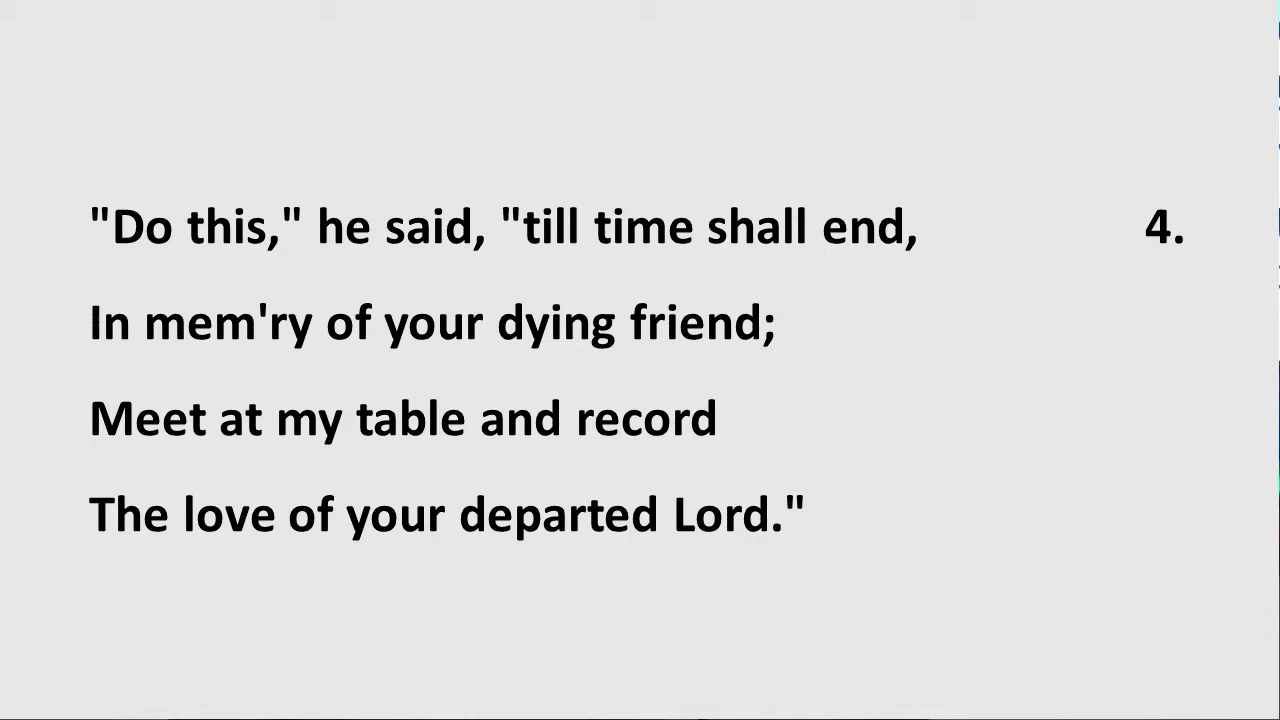 "Do this," he said, "till time shall end, 4.
In mem'ry of your dying friend;
Meet at my table and record
The love of your departed Lord."